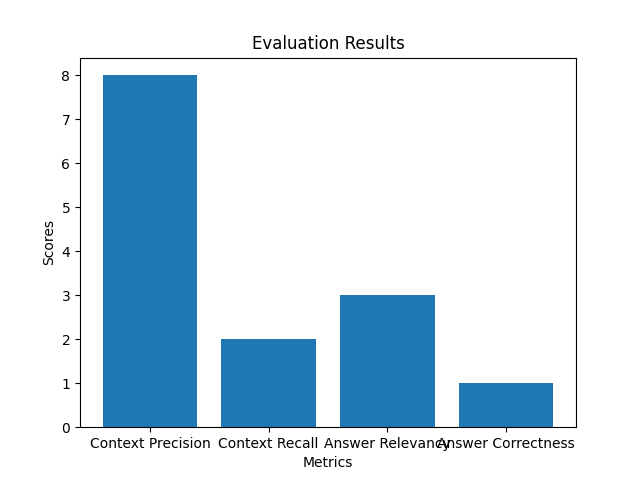 Evaluation Results
8
7
6
5
4
3
2
1
0
Scores
Context Precision
Context Recall
Answer Relevancy
Answer Correctness
Metrics